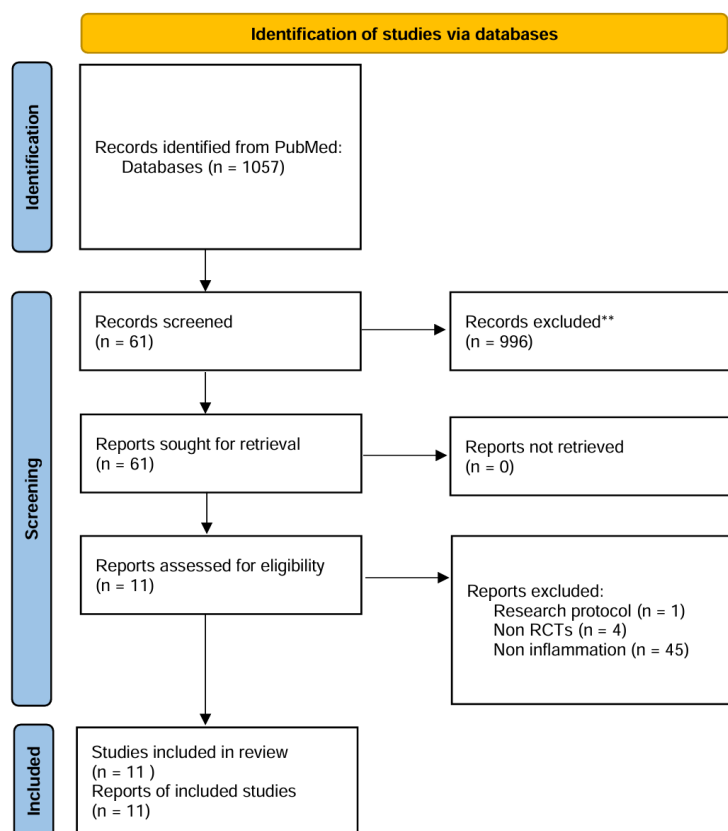 Identification of studies via databases
Identification
Records identified from PubMed:
Databases (n = 1057)
Screening
Records screened
(n = 61)
Records excluded**
(n = 996)
Reports sought for retrieval
(n = 61)
Reports not retrieved
(n = 0)
Reports assessed for eligibility
(n = 11)
Reports excluded:
Research protocol (n = 1)
Non RCTs (n = 4)
Non inflammation (n = 45)
Included
Studies included in review
(n = 11 )
Reports of included studies
(n = 11)